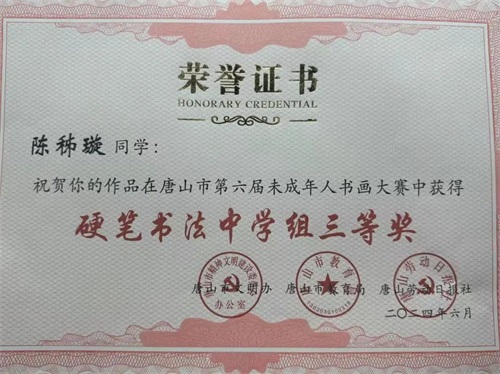 荣誉证书
HONORARY CREDENTIAL
陈秭璇 同学：
祝贺你的作品在唐山市第六届未成年人书画大赛中获得
硬笔书法中学组三等奖
唐山市文明办 唐山市教育局 唐山劳动日报社
二〇二四年六月
办公室